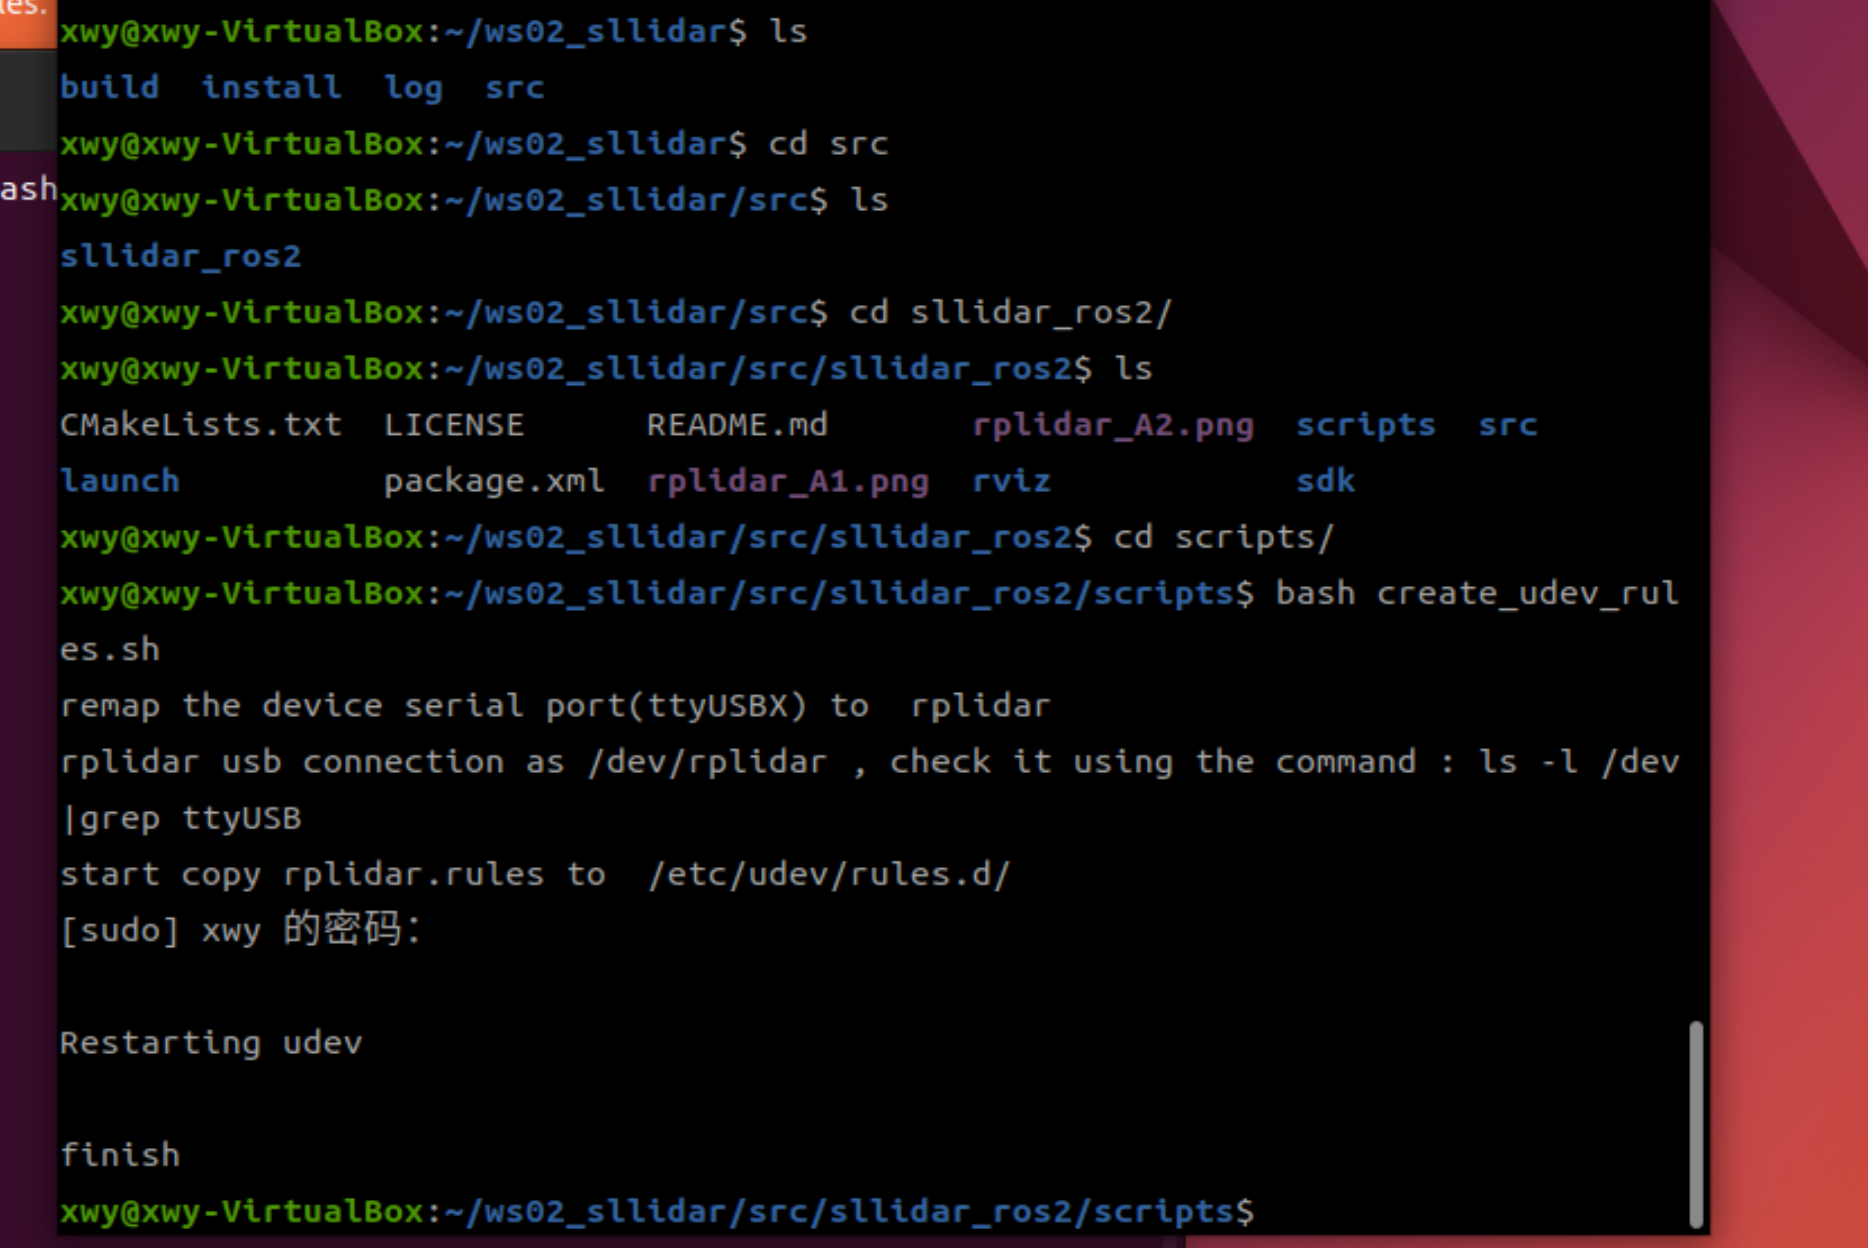 xwy@xwy-VirtualBox:~/ws02_sllidar$ ls
build  install  log  src
xwy@xwy-VirtualBox:~/ws02_sllidar$ cd src
ash
xwy@xwy-VirtualBox:~/ws02_sllidar/src$ ls
sllidar_ros2
xwy@xwy-VirtualBox:~/ws02_sllidar/src$ cd sllidar_ros2/
xwy@xwy-VirtualBox:~/ws02_sllidar/src/sllidar_ros2$ ls
CMakeLists.txt  LICENSE      README.md       rplidar_A2.png  scripts  src
launch          package.xml  rplidar_A1.png  rviz            sdk
xwy@xwy-VirtualBox:~/ws02_sllidar/src/sllidar_ros2$ cd scripts/
xwy@xwy-VirtualBox:~/ws02_sllidar/src/sllidar_ros2/scripts$ bash create_udev_rul
es.sh
remap the device serial port(ttyUSBX) to  rplidar
rplidar usb connection as /dev/rplidar , check it using the command : ls -l /dev
|grep ttyUSB
start copy rplidar.rules to  /etc/udev/rules.d/
[sudo] xwy 的密码：
Restarting udev
finish
xwy@xwy-VirtualBox:~/ws02_sllidar/src/sllidar_ros2/scripts$